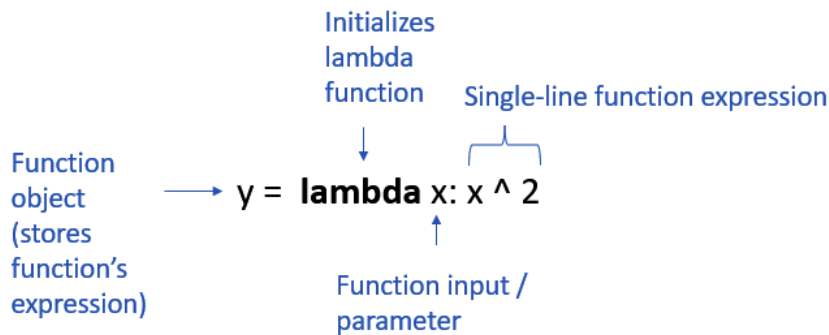 Initializes
lambda
function
Single-line function expression
Function
object
(stores
function's
expression)
y = lambda x: x ^ 2
Function input /
parameter